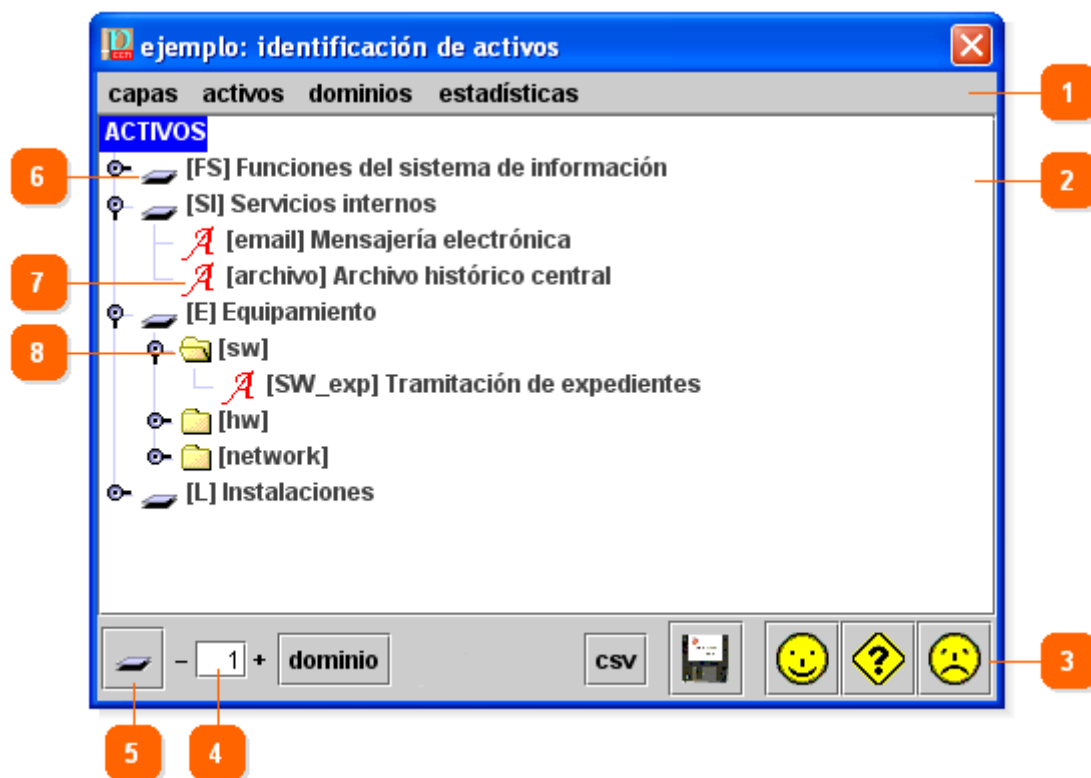 ejemplo: identificación de activos
capas activos dominios estadísticas
1
ACTIVOS
6
[FS] Funciones del sistema de información
2
[SI] Servicios internos
[email] Mensajería electrónica
7
[archivo] Archivo histórico central
[E] Equipamiento
8
[sw]
[SW_exp] Tramitación de expedientes
[hw]
[network]
[L] Instalaciones
– 1 + dominio csv ?
3
5 4